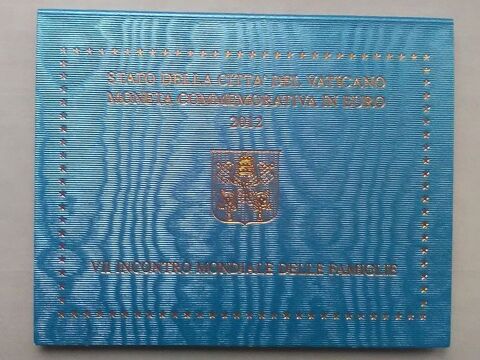 STATO DELLA CITTA' DEL VATICANO
MONETA COMMEMORATIVA IN EURO
2012
VII INCONTRO MONDIALE DELLE FAMIGLIE